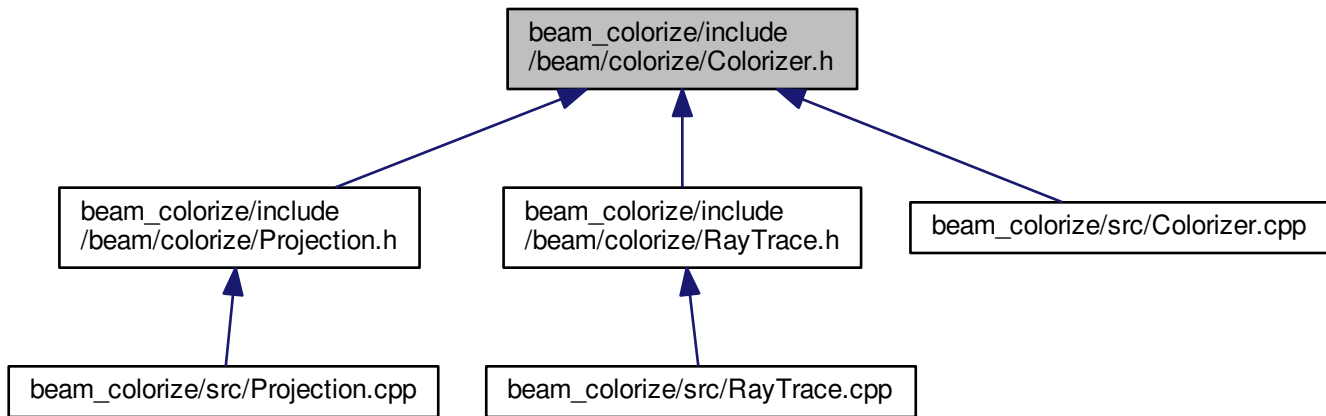 beam_colorize/include
/beam/colorize/Colorizer.h
beam_colorize/include
/beam/colorize/Projection.h
beam_colorize/include
/beam/colorize/RayTrace.h
beam_colorize/src/Colorizer.cpp
beam_colorize/src/Projection.cpp
beam_colorize/src/RayTrace.cpp